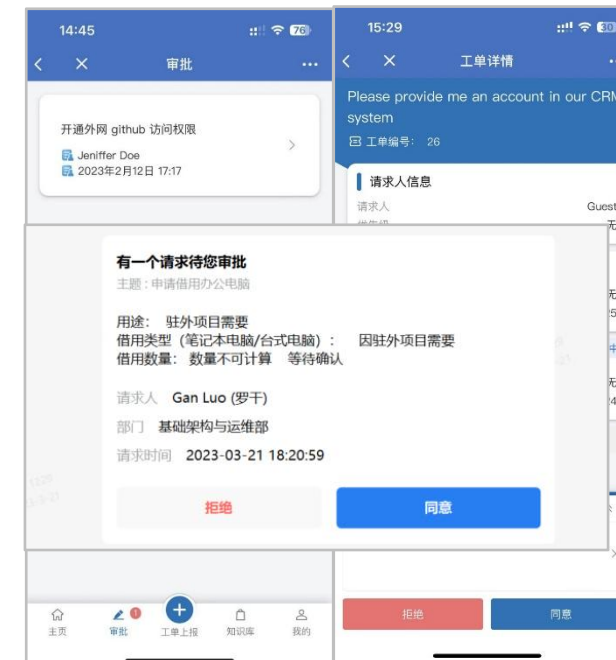 14:45
76
审批
开通外网 github 访问权限
Jeniffer Doe
2023年2月12日 17:17
15:29
30
工单详情
Please provide me an account in our CRM
system
工单编号: 26
请求人信息
请求人
Guest
无
有一个请求待您审批
主题 : 申请借用办公电脑
用途: 驻外项目需要
借用类型（笔记本电脑/台式电脑）: 因驻外项目需要
借用数量: 数量不可计算 等待确认
请求人 Gan Luo (罗干)
部门 基础架构与运维部
请求时间 2023-03-21 18:20:59
拒绝
同意
主页
审批
1
工单上报
知识库
我的
拒绝
同意